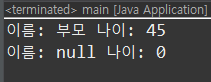 <terminated> main [Java Application]
이름: 부모 나이: 45
이름: null 나이: 0